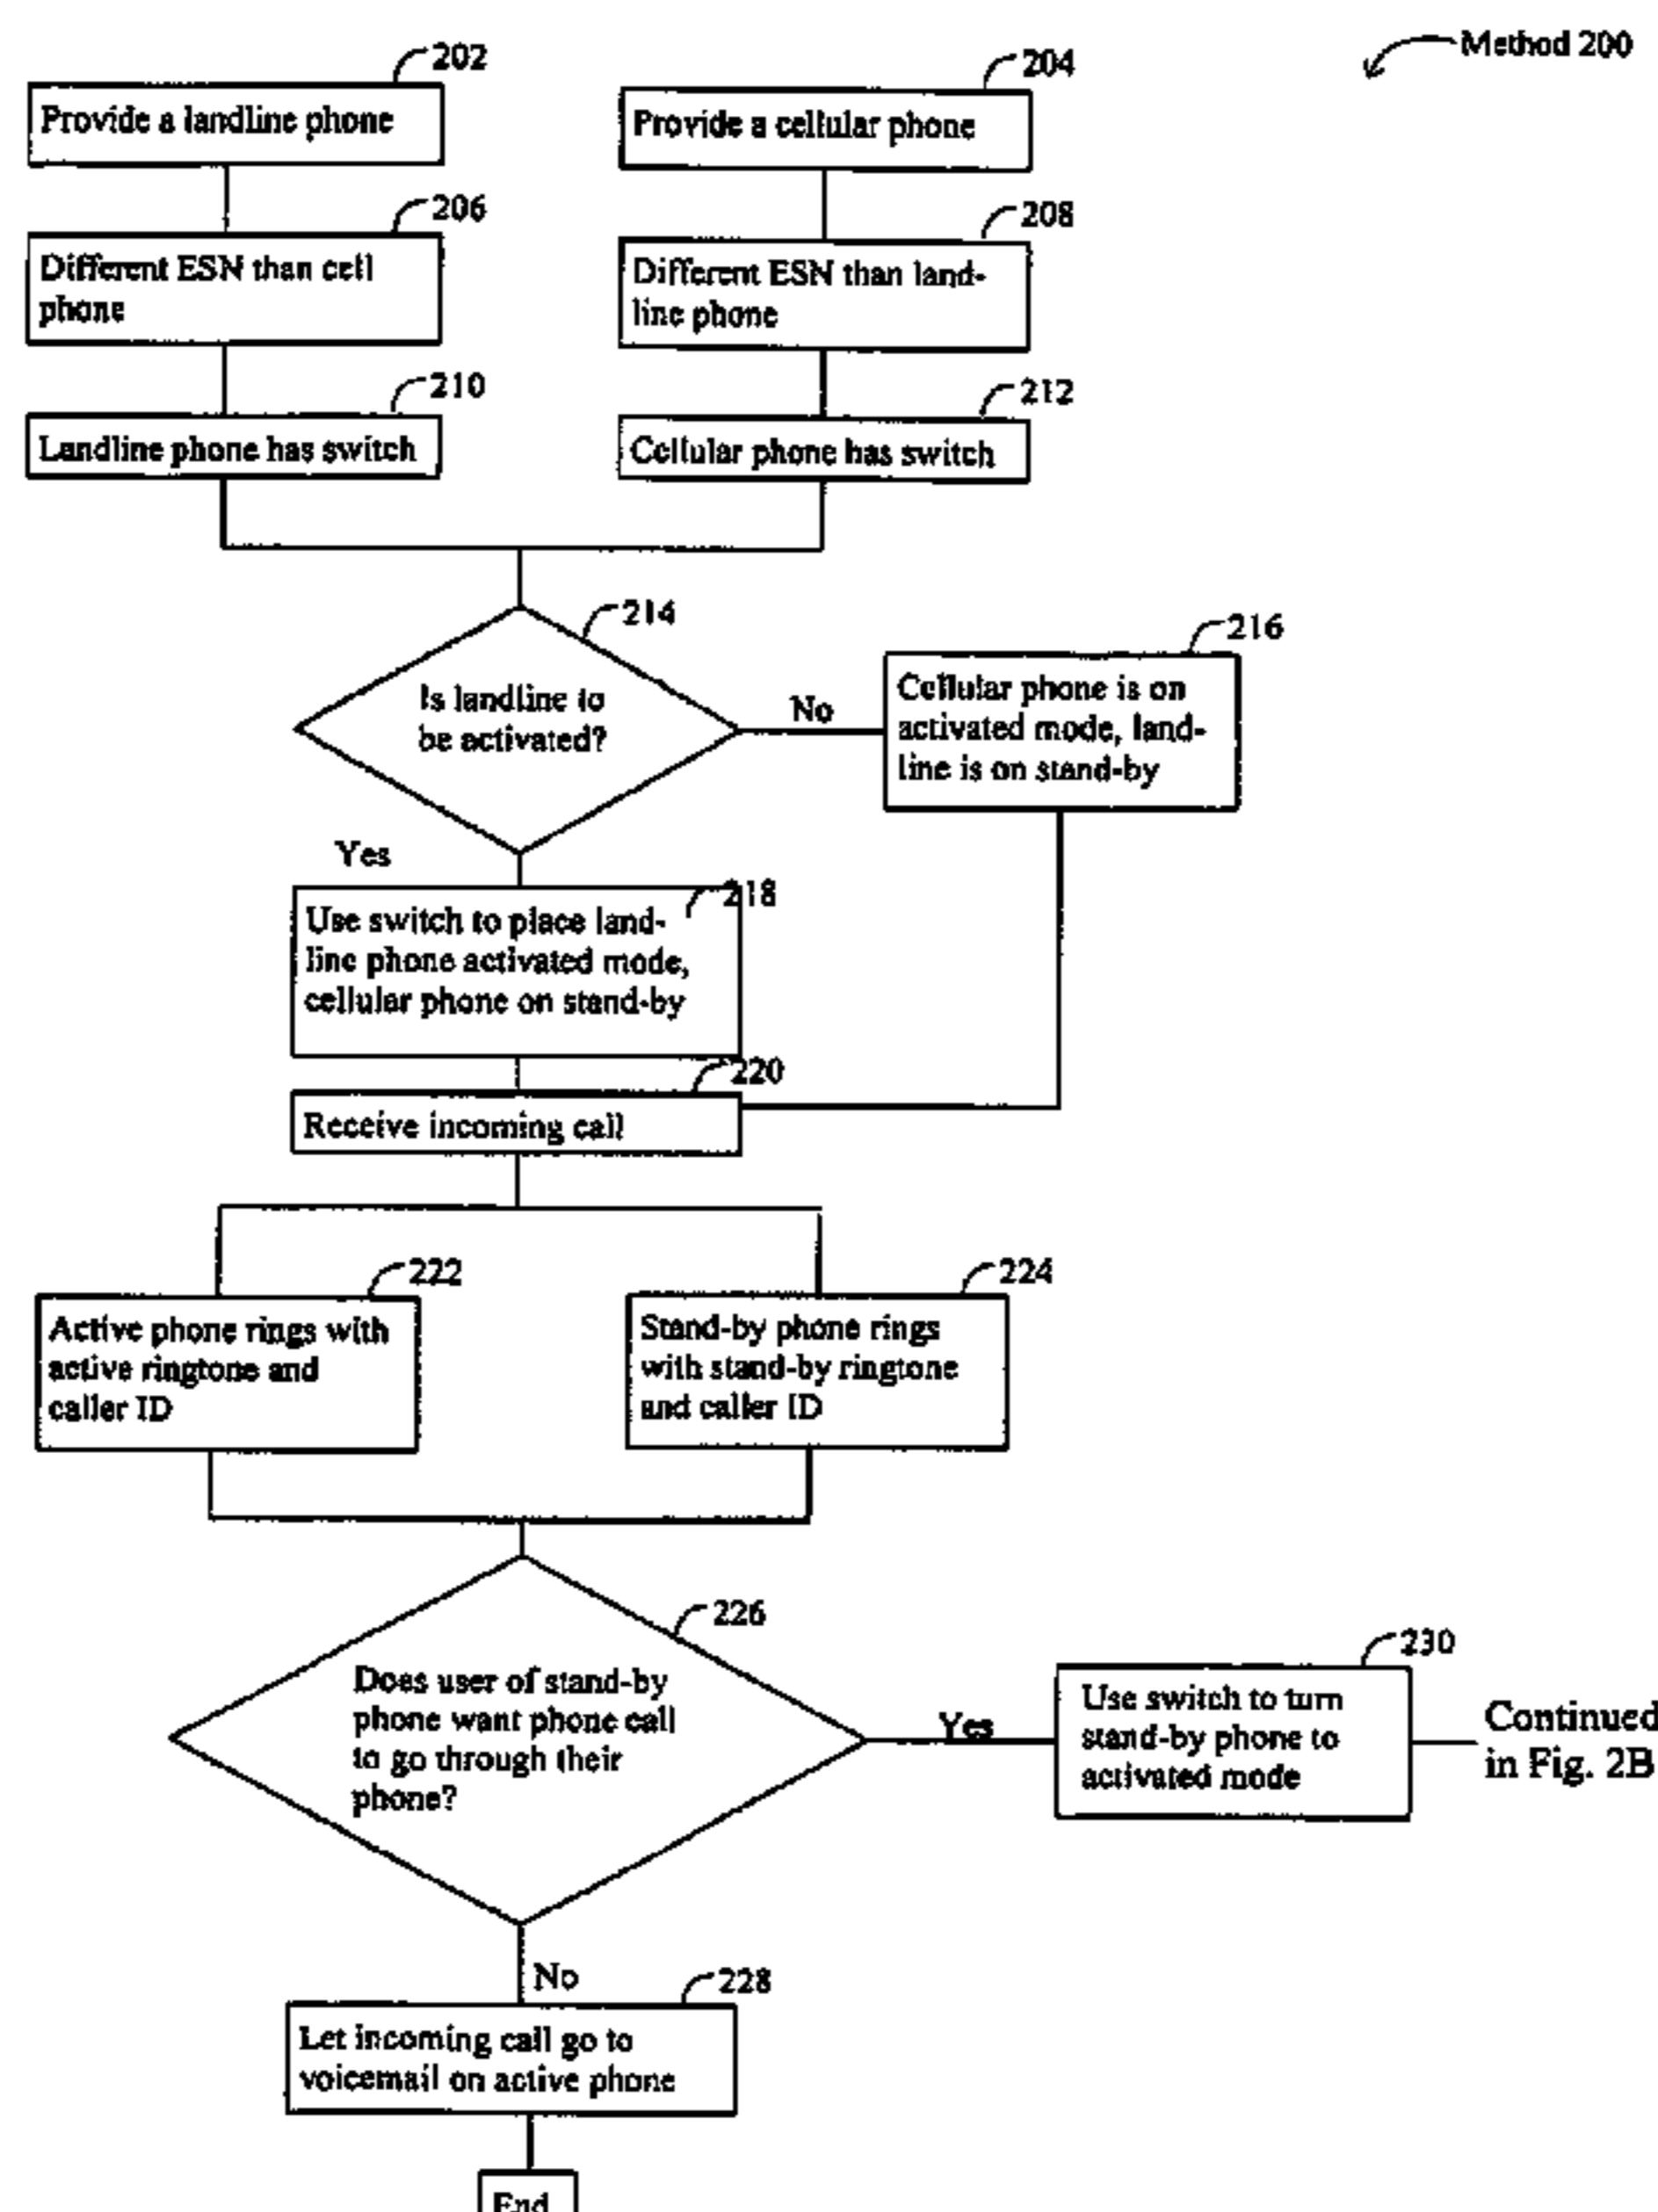 Method 200
202
Provide a landline phone
204
Provide a cellular phone
206
Different ESN than cell
phone
208
Different ESN than land-
line phone
210
Landline phone has switch
212
Cellular phone has switch
214
Is landline to
be activated?
No
216
Cellular phone is on
activated mode, land-
line is on stand-by
Yes
218
Use switch to place land-
line phone activated mode,
cellular phone on stand-by
220
Receive incoming call
222
Active phone rings with
active ringtone and
caller ID
224
Stand-by phone rings
with stand-by ringtone
and caller ID
226
Does user of stand-by
phone want phone call
to go through their
phone?
Yes
230
Use switch to turn
stand-by phone to
activated mode
Continued
in Fig. 2B
No
228
Let incoming call go to
voicemail on active phone
End